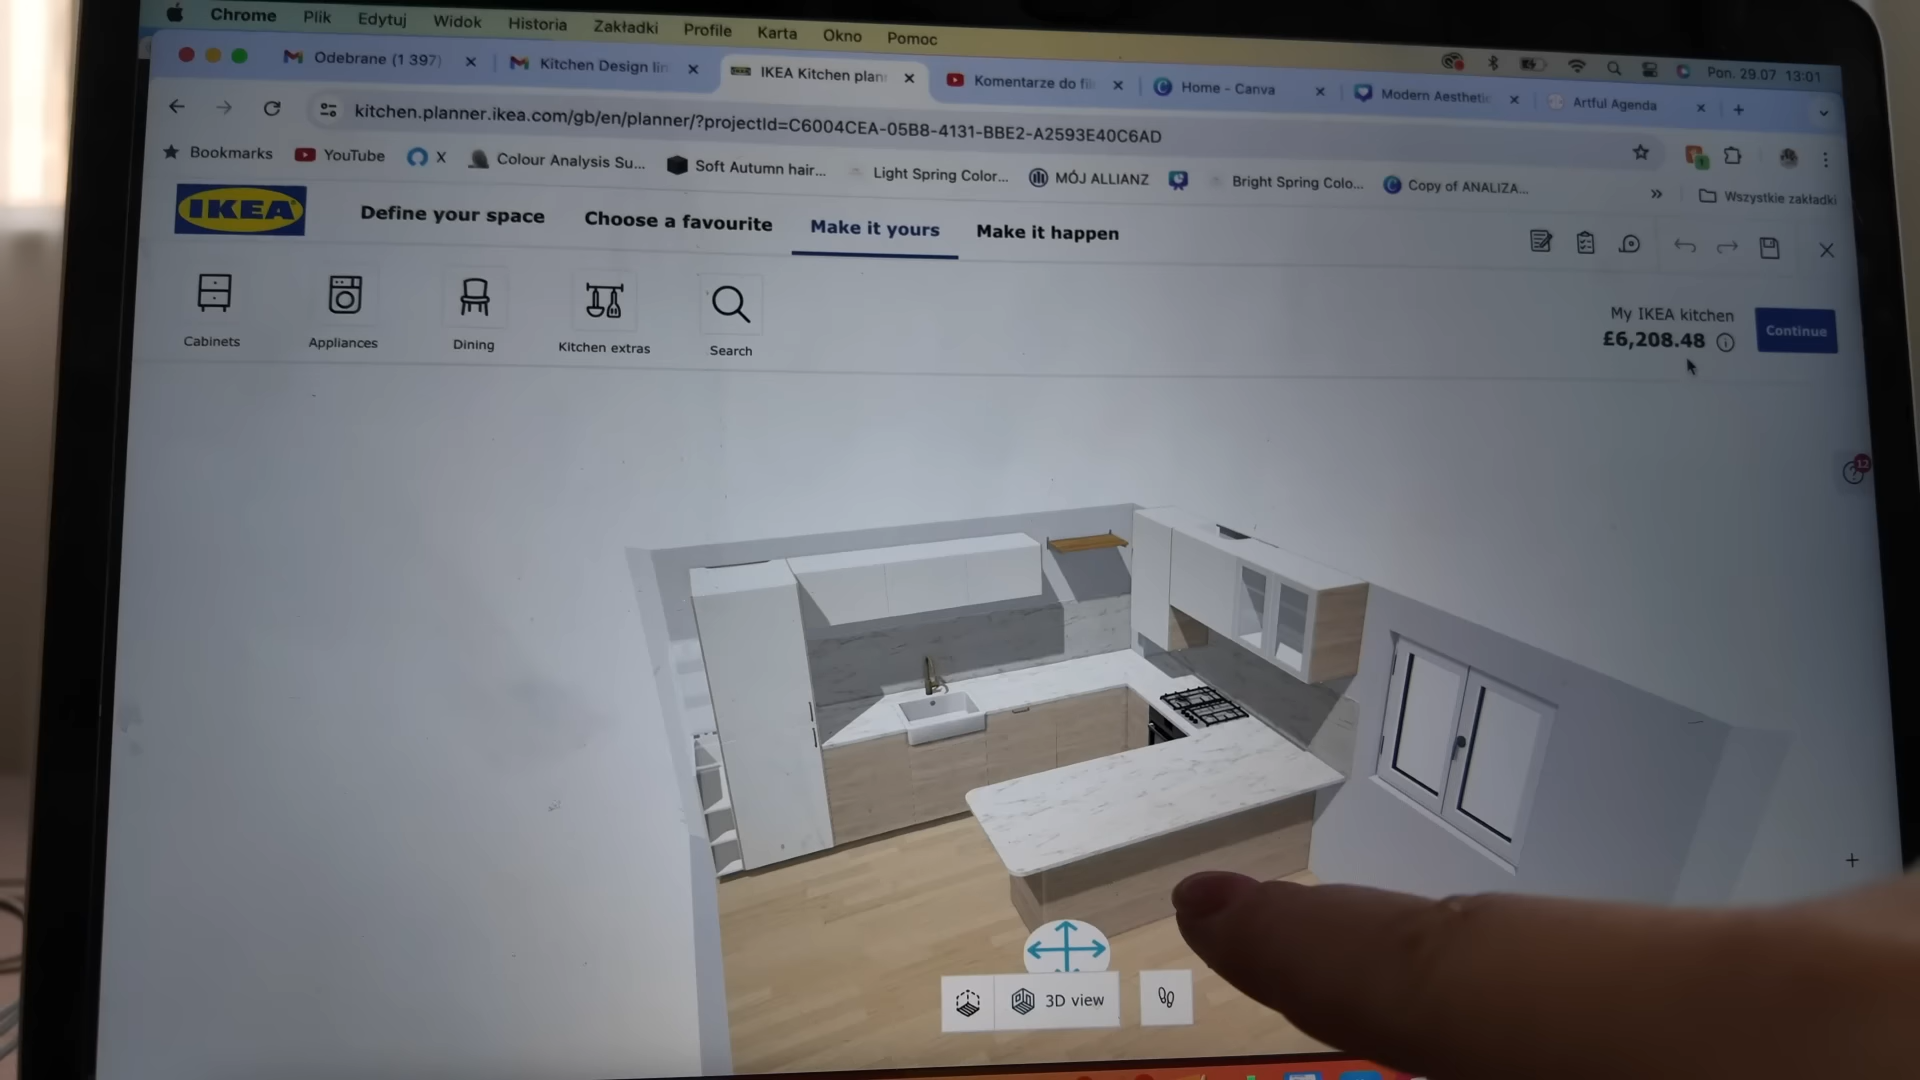 Chrome Plik Edytuj Widok Historia Zakładki Profile Karta Okno Pomoc
Pon. 29.07 13:01
Odebrane (1 397)
Kitchen Design lin
IKEA Kitchen plann
Komentarze do fil
Home - Canva
Modern Aesthetic
Artful Agenda
kitchen.planner.ikea.com/gb/en/planner/?projectId=C6004CEA-05B8-4131-BBE2-A2593E40C6AD
Bookmarks YouTube X Colour Analysis Su... Soft Autumn hair... Light Spring Color... MÓJ ALLIANZ Bright Spring Colo... Copy of ANALIZA... » Wszystkie zakładki
IKEA
Define your space Choose a favourite Make it yours Make it happen
Cabinets Appliances Dining Kitchen extras Search
My IKEA kitchen
£6,208.48
Continue
12
3D view